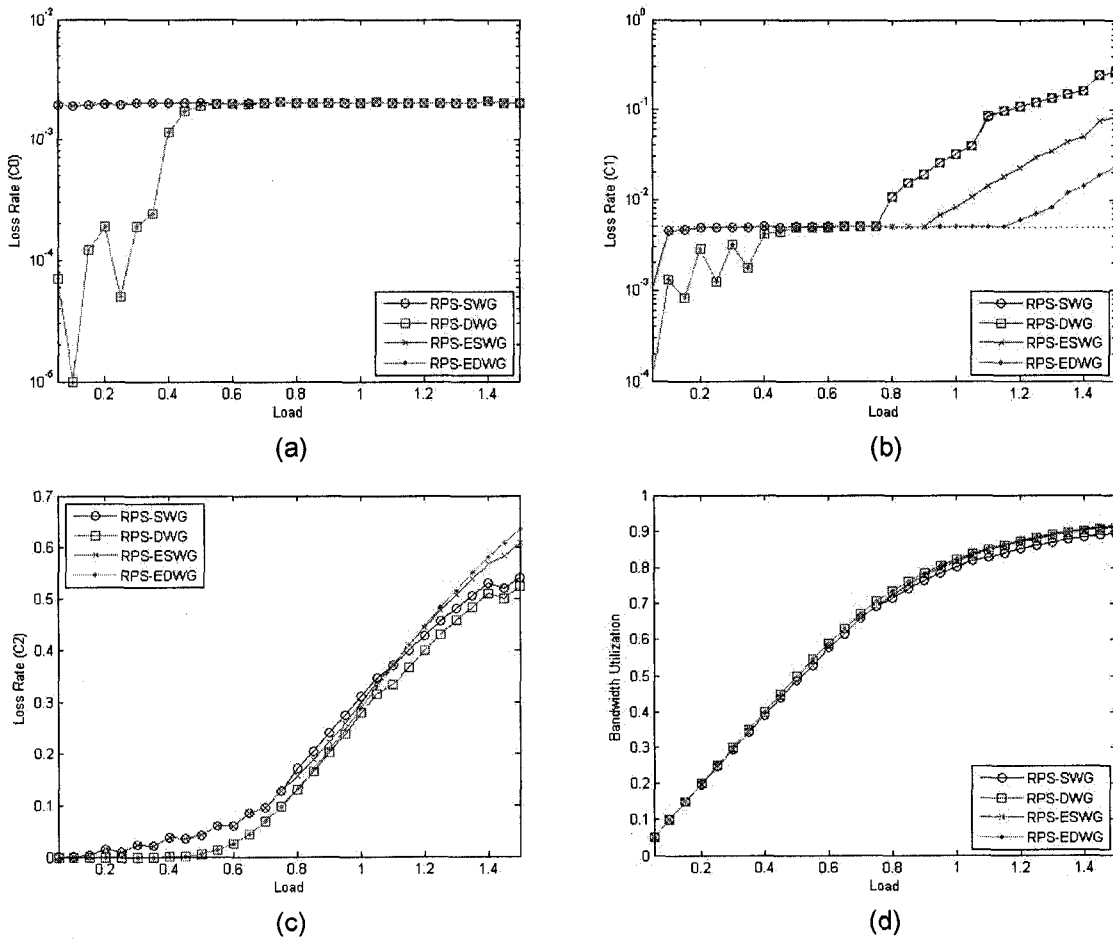 10^-2
10^-3
10^-4
10^-6
Loss Rate (C0)
0.2 0.4 0.6 0.8 1 1.2 1.4
Load
RPS-SWG
RPS-DWG
RPS-ESWG
RPS-EDWG
(a)
10^0
10^-1
10^-2
10^-3
10^-4
Loss Rate (C1)
0.2 0.4 0.6 0.8 1 1.2 1.4
Load
RPS-SWG
RPS-DWG
RPS-ESWG
RPS-EDWG
(b)
0.7
0.6
0.5
0.4
0.3
0.2
0.1
0
Loss Rate (C2)
0.2 0.4 0.6 0.8 1 1.2 1.4
Load
RPS-SWG
RPS-DWG
RPS-ESWG
RPS-EDWG
(c)
1
0.9
0.8
0.7
0.6
0.5
0.4
0.3
0.2
0.1
0
Bandwidth Utilization
0.2 0.4 0.6 0.8 1 1.2 1.4
Load
RPS-SWG
RPS-DWG
RPS-ESWG
RPS-EDWG
(d)